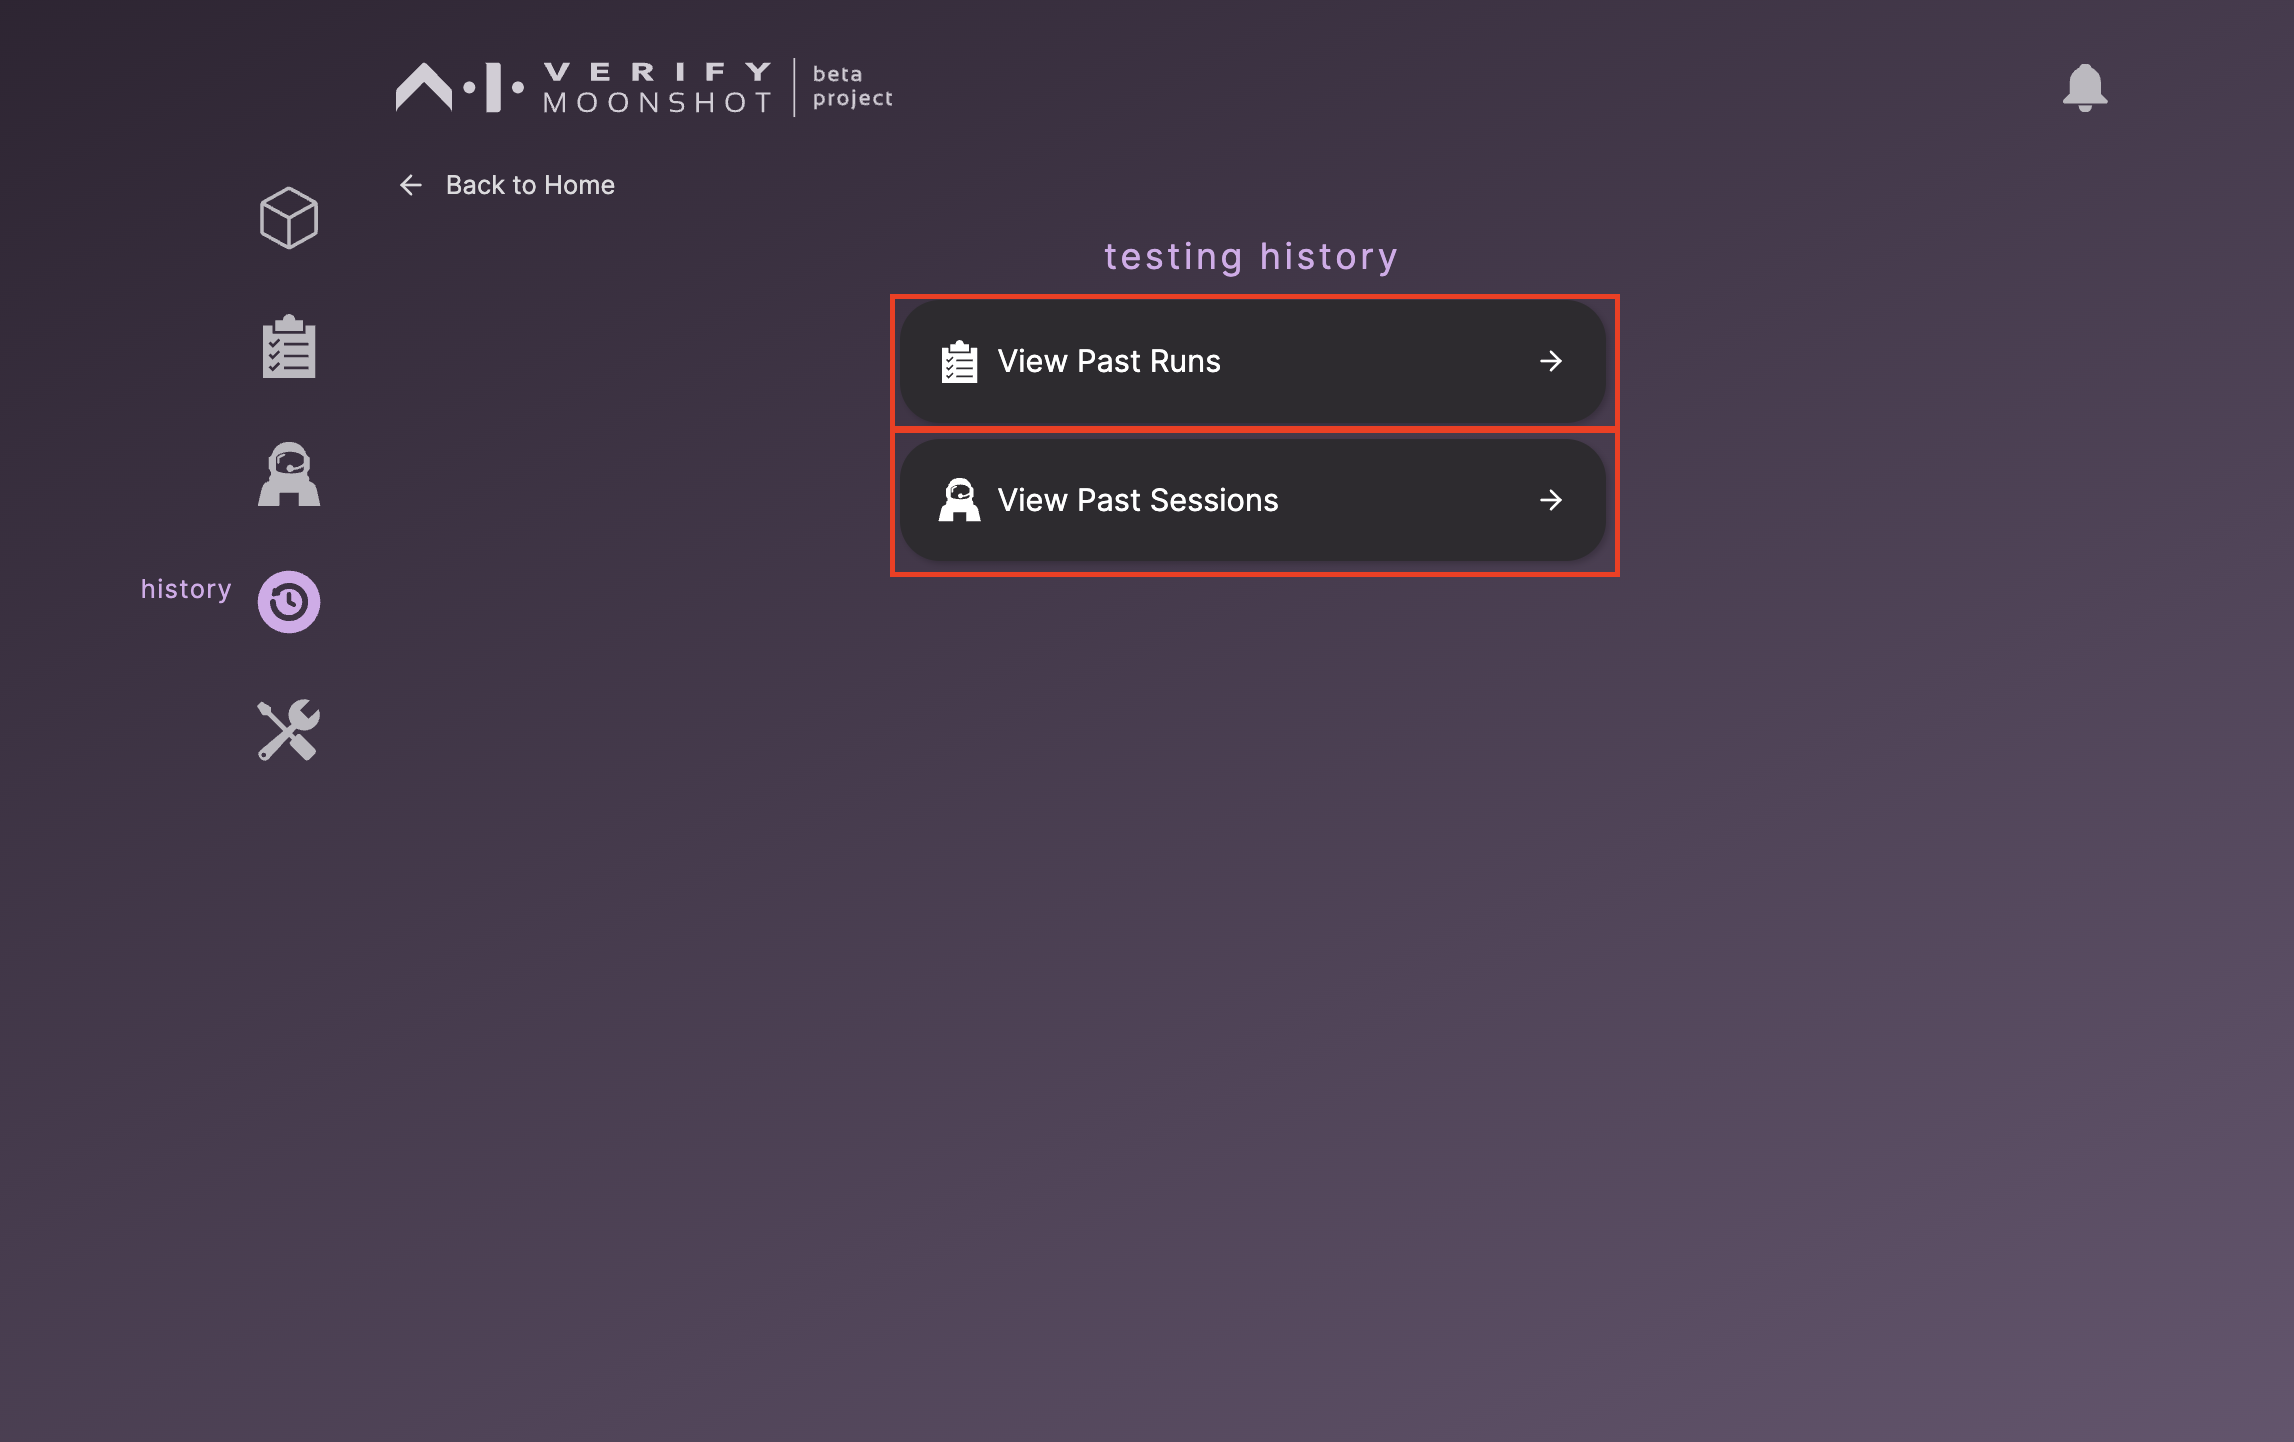 A.I. VERIFY
MOONSHOT
beta
project
Back to Home
testing history
View Past Runs
View Past Sessions
history